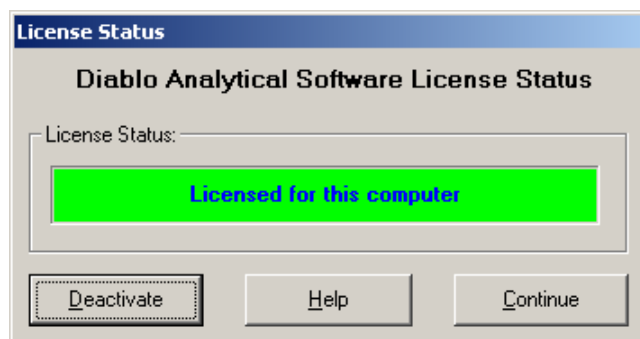 License Status
Diablo Analytical Software License Status
License Status:
Licensed for this computer
Deactivate
Help
Continue